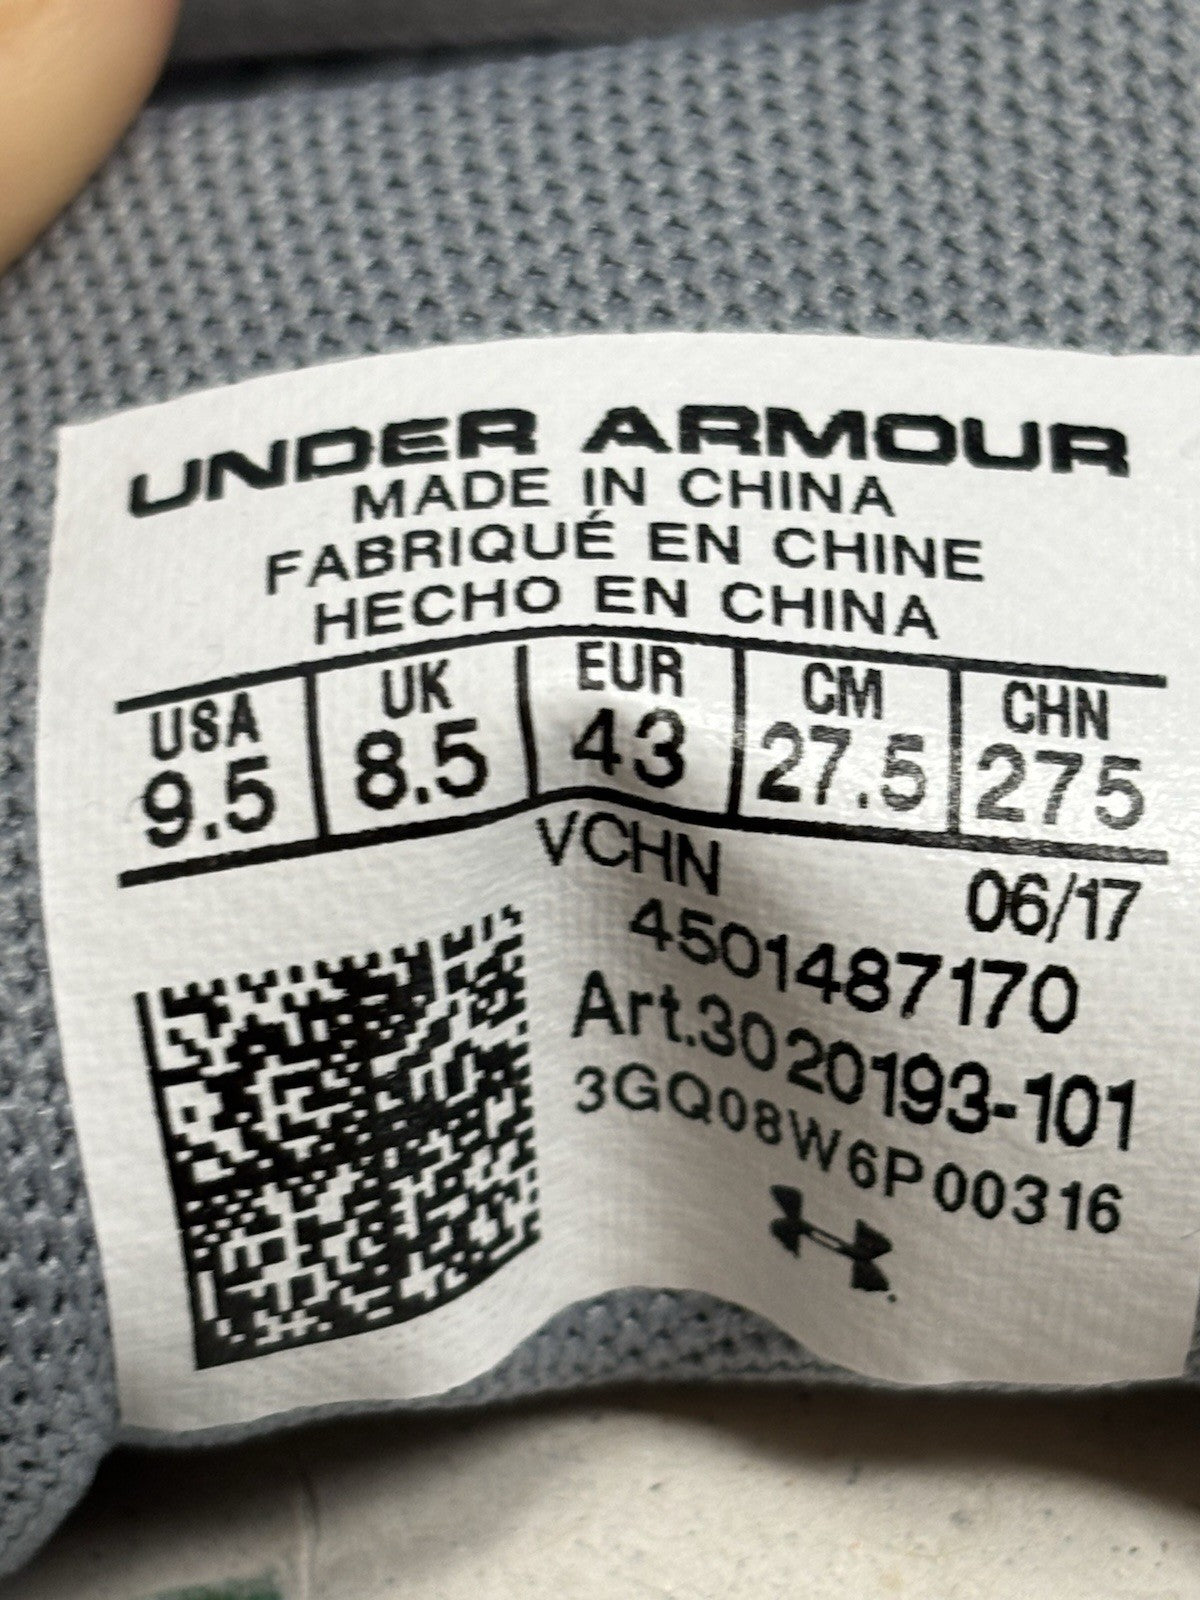 UNDER ARMOUR
MADE IN CHINA
FABRIQUÉ EN CHINE
HECHO EN CHINA
USA UK EUR CM CHN
9.5 8.5 43 27.5 275
VCHN 06/17
4501487170
Art.3020193-101
3GQ08W6P00316